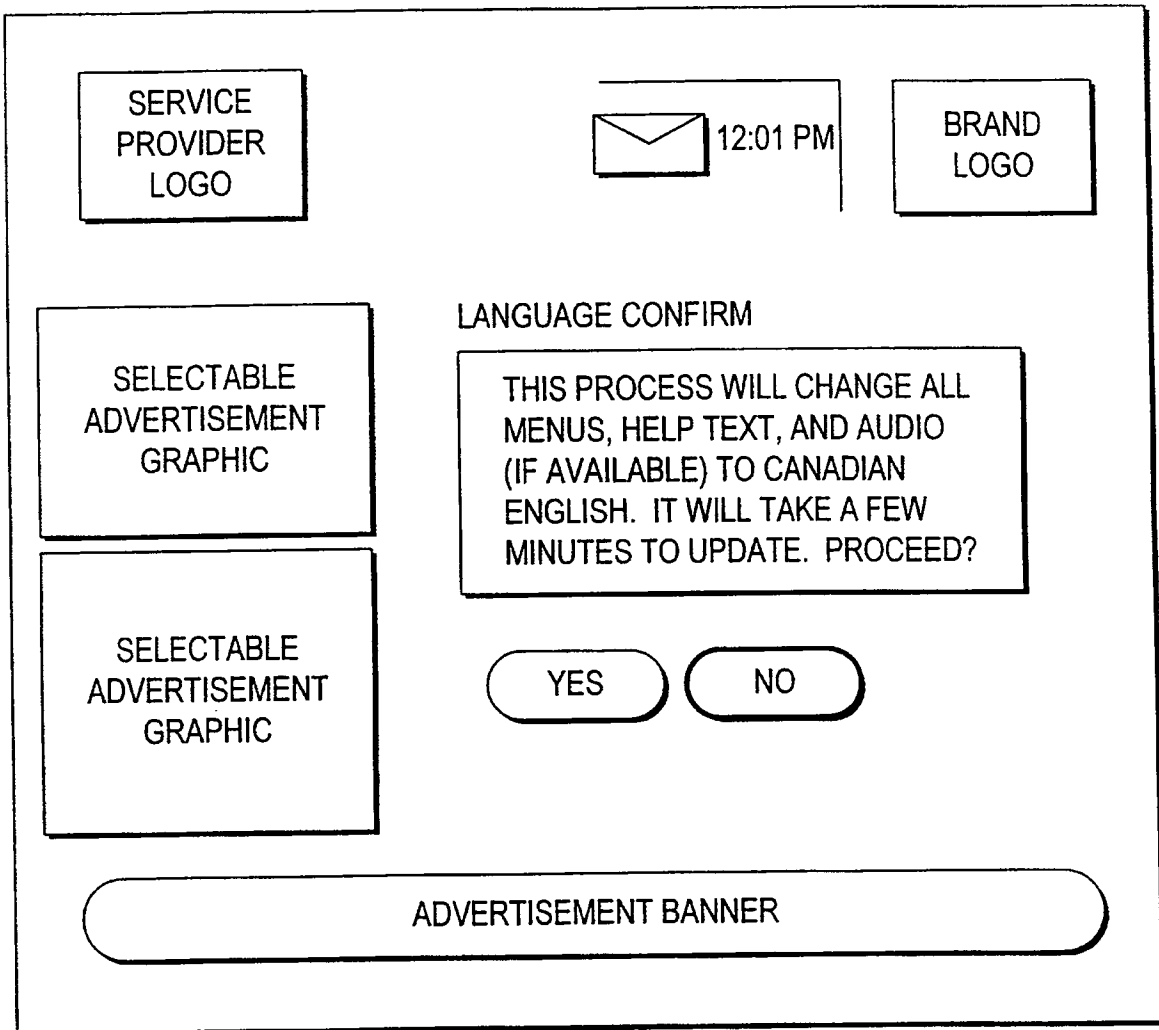 SERVICE
PROVIDER
LOGO
12:01 PM
BRAND
LOGO
SELECTABLE
ADVERTISEMENT
GRAPHIC
LANGUAGE CONFIRM
THIS PROCESS WILL CHANGE ALL
MENUS, HELP TEXT, AND AUDIO
(IF AVAILABLE) TO CANADIAN
ENGLISH.  IT WILL TAKE A FEW
MINUTES TO UPDATE.  PROCEED?
SELECTABLE
ADVERTISEMENT
GRAPHIC
YES
NO
ADVERTISEMENT BANNER